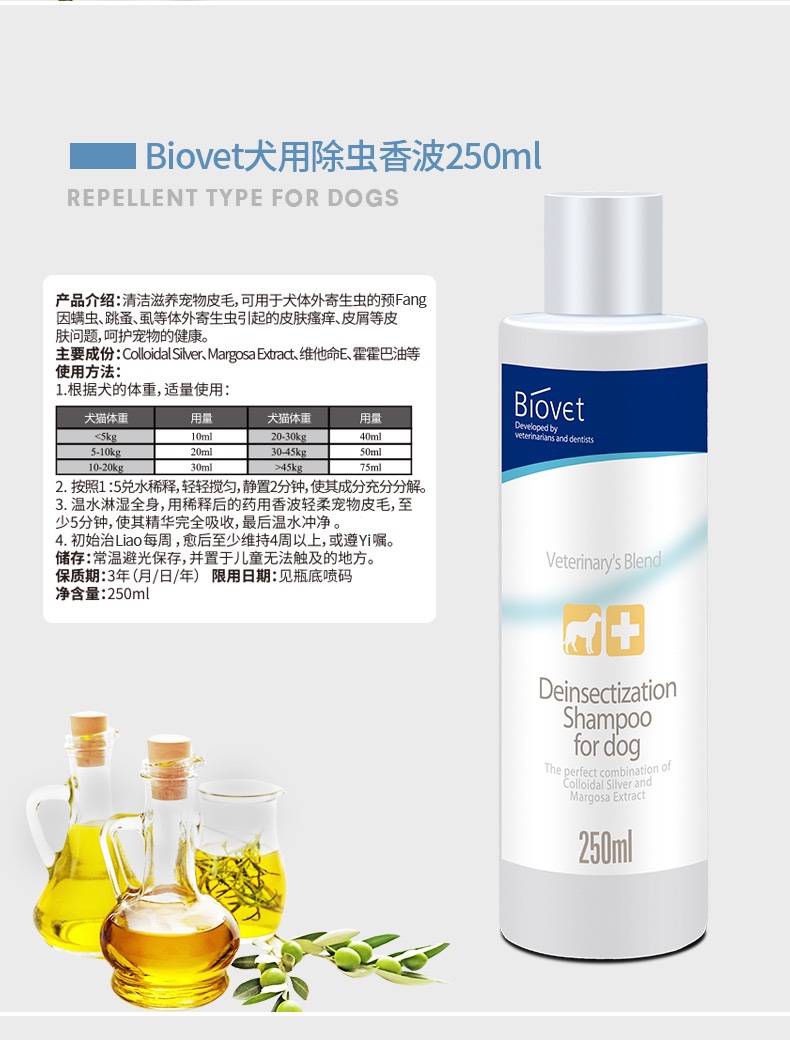 Biovet犬用除虫香波250ml
REPELLENT TYPE FOR DOGS
产品介绍:清洁滋养宠物皮毛,可用于犬体外寄生虫的预Fang
因螨虫、跳蚤、虱等体外寄生虫引起的皮肤瘙痒、皮屑等皮
肤问题,呵护宠物的健康。
主要成份:Colloidal Silver、Margosa Extract、维他命E、霍霍巴油等
使用方法:
1.根据犬的体重,适量使用:
犬猫体重 用量 犬猫体重 用量
<5kg 10ml 20-30kg 40ml
5-10kg 20ml 30-45kg 50ml
10-20kg 30ml >45kg 75ml
2. 按照1:5兑水稀释,轻轻搅匀,静置2分钟,使其成分充分分解。
3. 温水淋湿全身,用稀释后的药用香波轻柔宠物皮毛,至
少5分钟,使其精华完全吸收,最后温水冲净。
4. 初始治Liao每周,愈后至少维持4周以上,或遵Yi嘱。
储存:常温避光保存,并置于儿童无法触及的地方。
保质期:3年(月/日/年) 限用日期:见瓶底喷码
净含量:250ml
Biovet
Developed by
veterinarians and dentists
Veterinary's Blend
Deinsectization
Shampoo
for dog
The perfect combination of
Colloidal Silver and
Margosa Extract
250ml